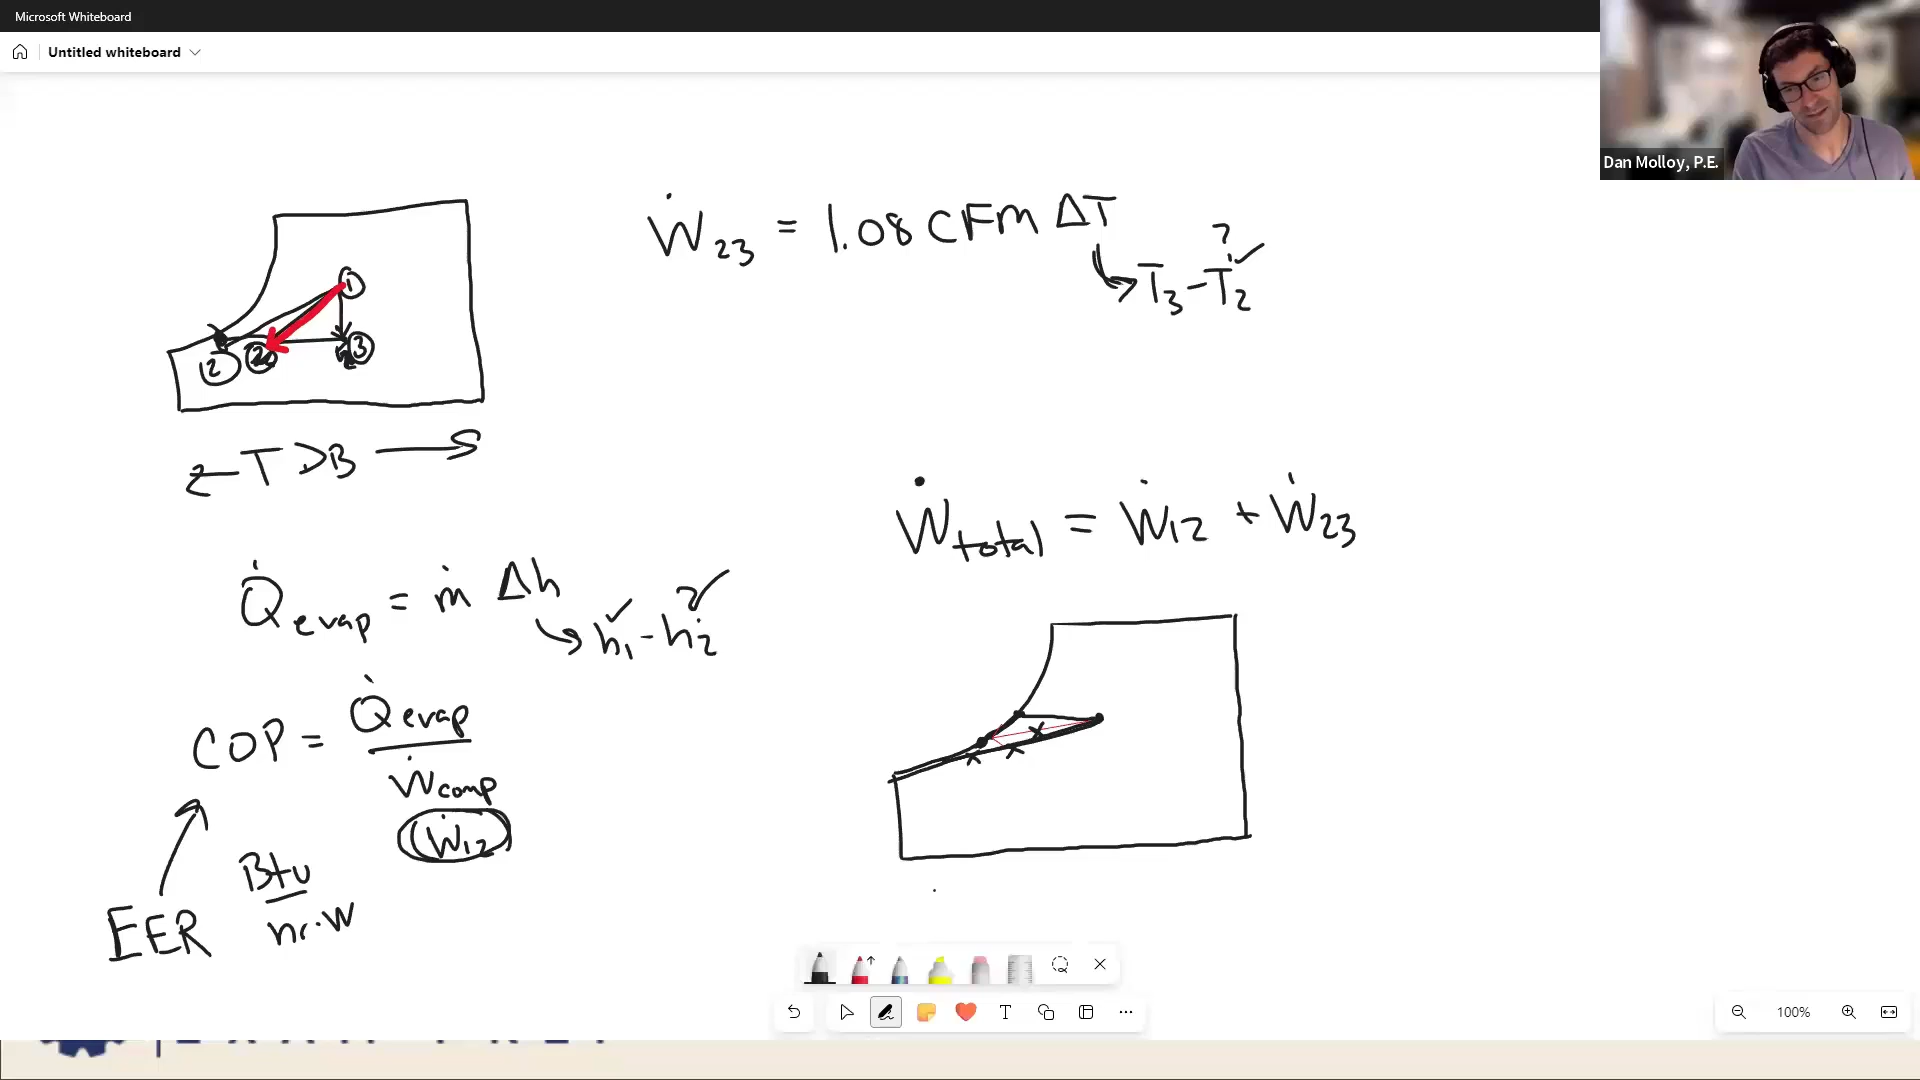 Microsoft Whiteboard
Untitled whiteboard
Dan Molloy, P.E.
Ẇ23 = 1.08 CFM ΔT
?
T3 - T2 ✓
1
2
2
3
← T DB →
Q̇evap = ṁ Δh
h1 ✓ - h2 ? ✓
Ẇtotal = Ẇ12 + Ẇ23
COP = Q̇evap
Ẇcomp
Ẇ12
EER
Btu
hr·W
x x x
T
100%